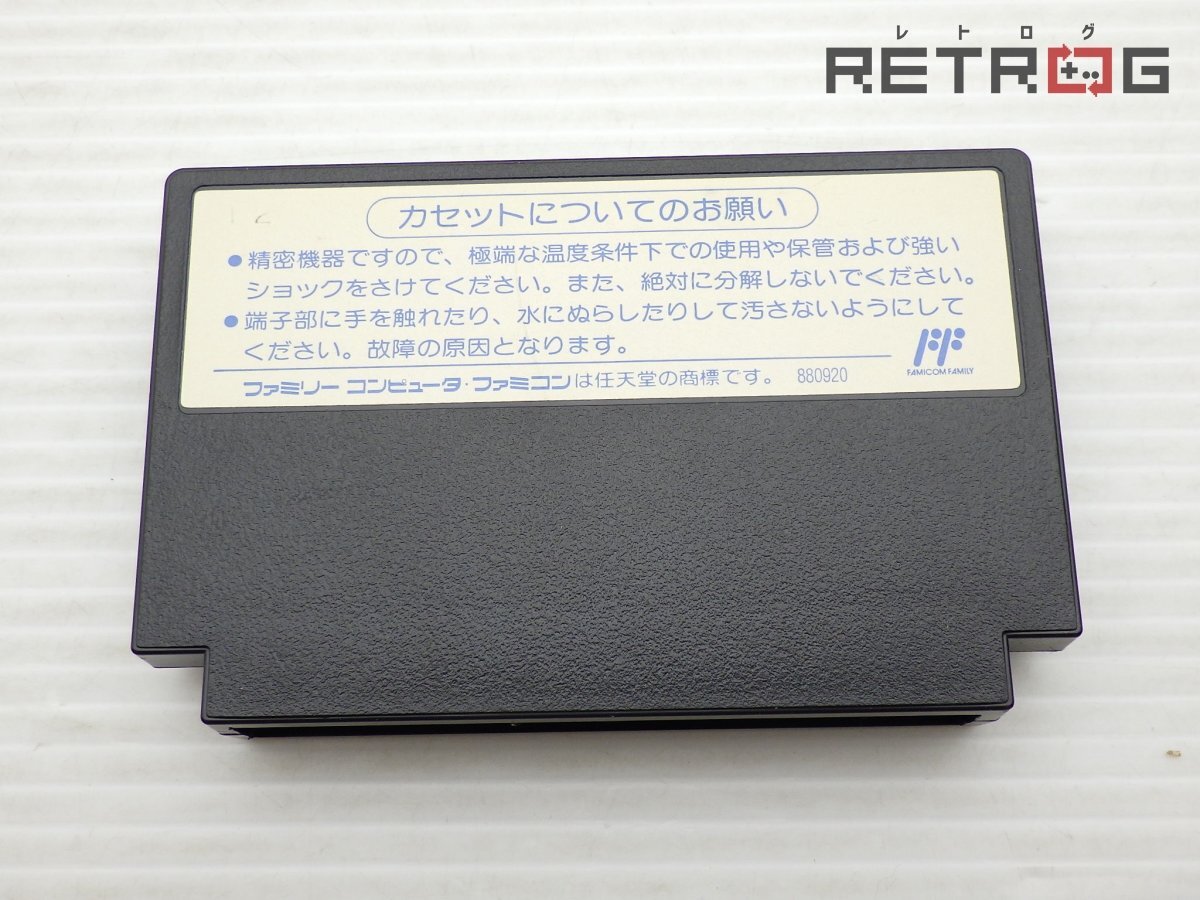 レトログ
RETROG
カセットについてのお願い
●精密機器ですので、極端な温度条件下での使用や保管および強い
ショックをさけてください。また、絶対に分解しないでください。
●端子部に手を触れたり、水にぬらしたりして汚さないようにして
ください。故障の原因となります。
FF
FAMICOM FAMILY
ファミリー コンピュータ・ファミコンは任天堂の商標です。 880920